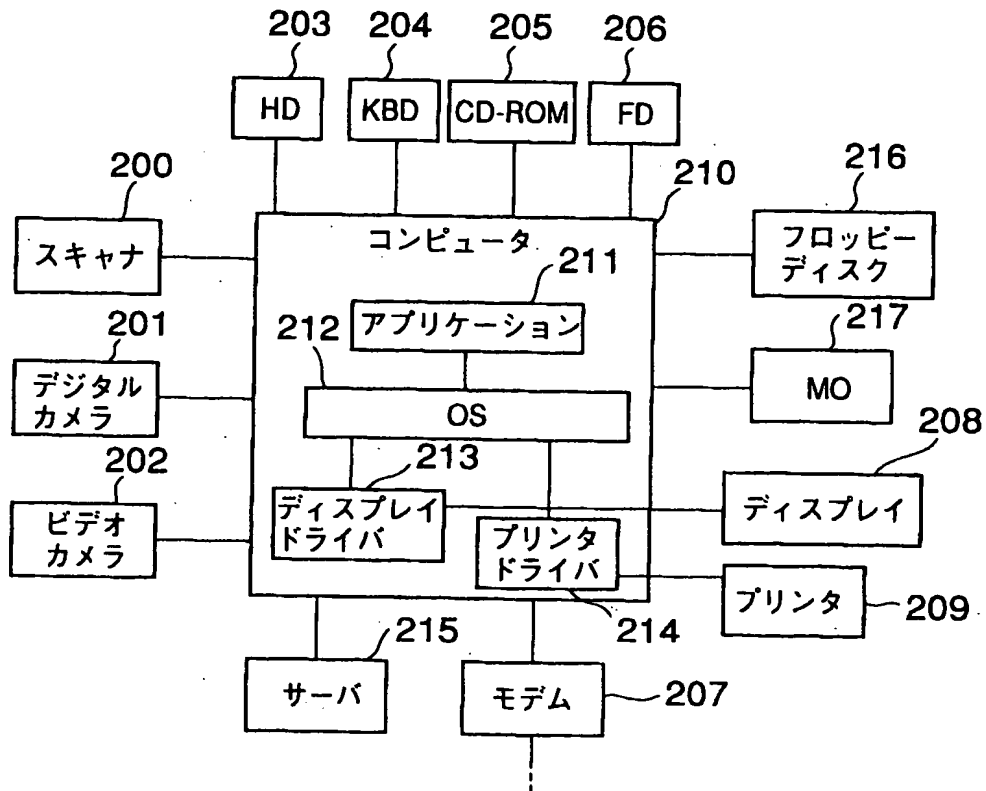 203 204 205 206
HD KBD CD-ROM FD
200
スキャナ
201
デジタル
カメラ
202
ビデオ
カメラ
210
コンピュータ
211
アプリケーション
212
OS
213
ディスプレイ
ドライバ
プリンタ
ドライバ
214
216
フロッピー
ディスク
217
MO
208
ディスプレイ
プリンタ
209
215
サーバ
モデム
207